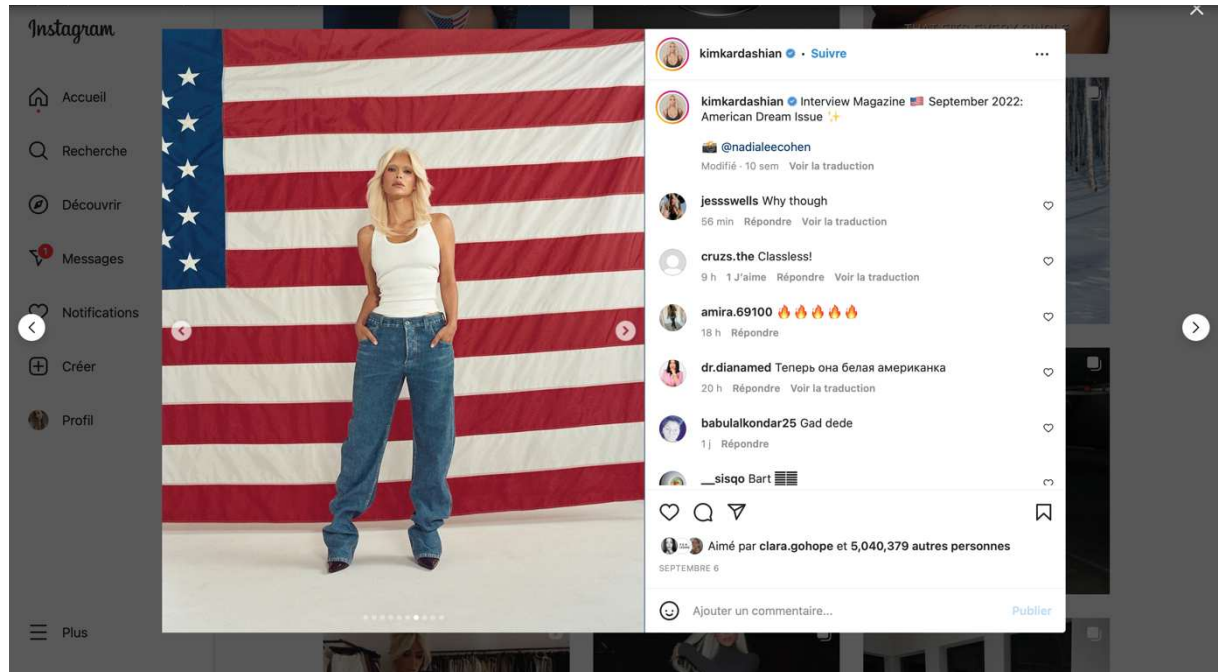 Instagram
Accueil
Recherche
Découvrir
1
Messages
Notifications
Créer
Profil
Plus
kimkardashian • Suivre
kimkardashian Interview Magazine 🇺🇸 September 2022:
American Dream Issue ✨
📸 @nadialeecohen
Modifié · 10 sem Voir la traduction
jessswells Why though
56 min Répondre Voir la traduction
cruzs.the Classless!
9 h 1 J'aime Répondre Voir la traduction
amira.69100 🔥🔥🔥🔥🔥
18 h Répondre
dr.dianamed Теперь она белая американка
20 h Répondre Voir la traduction
babulalkondar25 Gad dede
1 j Répondre
__sisqo Bart
Aimé par clara.gohope et 5,040,379 autres personnes
SEPTEMBRE 6
Ajouter un commentaire... Publier